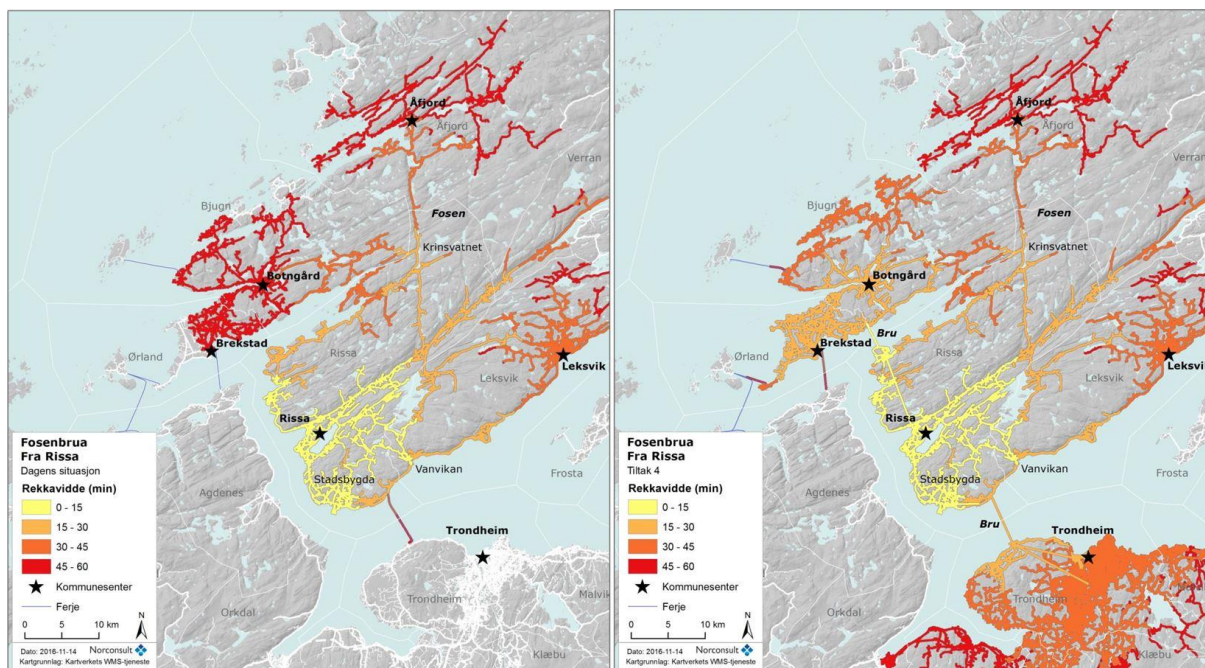 Åfjord
Åfjord
Verran
Bjugn
Fosen
Krinsvatnet
Botngård
Brekstad
Ørland
Rissa
Leksvik
Leksvik
Rissa
Vanvikan
Stadsbygda
Frosta
Agdenes
Trondheim
Trondheim
Malvik
Orkdal
Klæbu
Fosenbrua
Fra Rissa
Dagens situasjon
Rekkavidde (min)
0 - 15
15 - 30
30 - 45
45 - 60
Kommunesenter
Ferje
N
0 5 10 km
Dato: 2016-11-14 Norconsult
Kartgrunnlag: Kartverkets WMS-tjeneste
Åfjord
Åfjord
Verran
Bjugn
Fosen
Krinsvatnet
Botngård
Bru
Brekstad
Ørland
Rissa
Leksvik
Leksvik
Rissa
Vanvikan
Stadsbygda
Frosta
Agdenes
Bru
Trondheim
Trondheim
Malvik
Orkdal
Klæbu
Fosenbrua
Fra Rissa
Tiltak 4
Rekkavidde (min)
0 - 15
15 - 30
30 - 45
45 - 60
Kommunesenter
Ferje
N
0 5 10 km
Dato: 2016-11-14 Norconsult
Kartgrunnlag: Kartverkets WMS-tjeneste